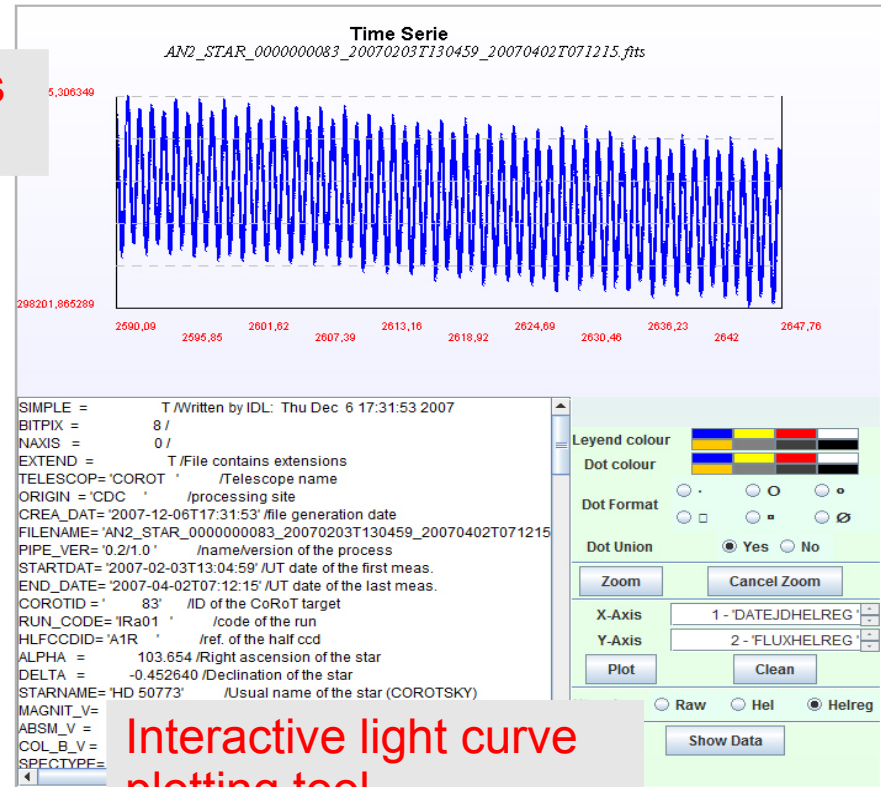 Time Serie
AN2_STAR_0000000083_20070203T130459_20070402T071215.fits
s
5,306349
298201,865289
2590,09 2595,85 2601,62 2607,39 2613,16 2618,92 2624,69 2630,46 2636,23 2642 2647,76
SIMPLE = T /Written by IDL: Thu Dec 6 17:31:53 2007
BITPIX = 8 /
NAXIS = 0 /
EXTEND = T /File contains extensions
TELESCOP= 'COROT ' /Telescope name
ORIGIN = 'CDC ' /processing site
CREA_DAT= '2007-12-06T17:31:53' /file generation date
FILENAME= 'AN2_STAR_0000000083_20070203T130459_20070402T071215
PIPE_VER= '0.2/1.0 ' /name/version of the process
STARTDAT= '2007-02-03T13:04:59' /UT date of the first meas.
END_DATE= '2007-04-02T07:12:15' /UT date of the last meas.
COROTID = ' 83' /ID of the CoRoT target
RUN_CODE= 'IRa01 ' /code of the run
HLFCCDID= 'A1R ' /ref. of the half ccd
ALPHA = 103.654 /Right ascension of the star
DELTA = -0.452640 /Declination of the star
STARNAME= 'HD 50773' /Usual name of the star (COROTSKY)
MAGNIT_V=
ABSM_V =
COL_B_V =
SPECTYPE=
Leyend colour
Dot colour
Dot Format
Dot Union Yes No
Zoom Cancel Zoom
X-Axis 1 - 'DATEJDHELREG '
Y-Axis 2 - 'FLUXHELREG '
Plot Clean
Raw Hel Helreg
Show Data
Interactive light curve
plotting tool